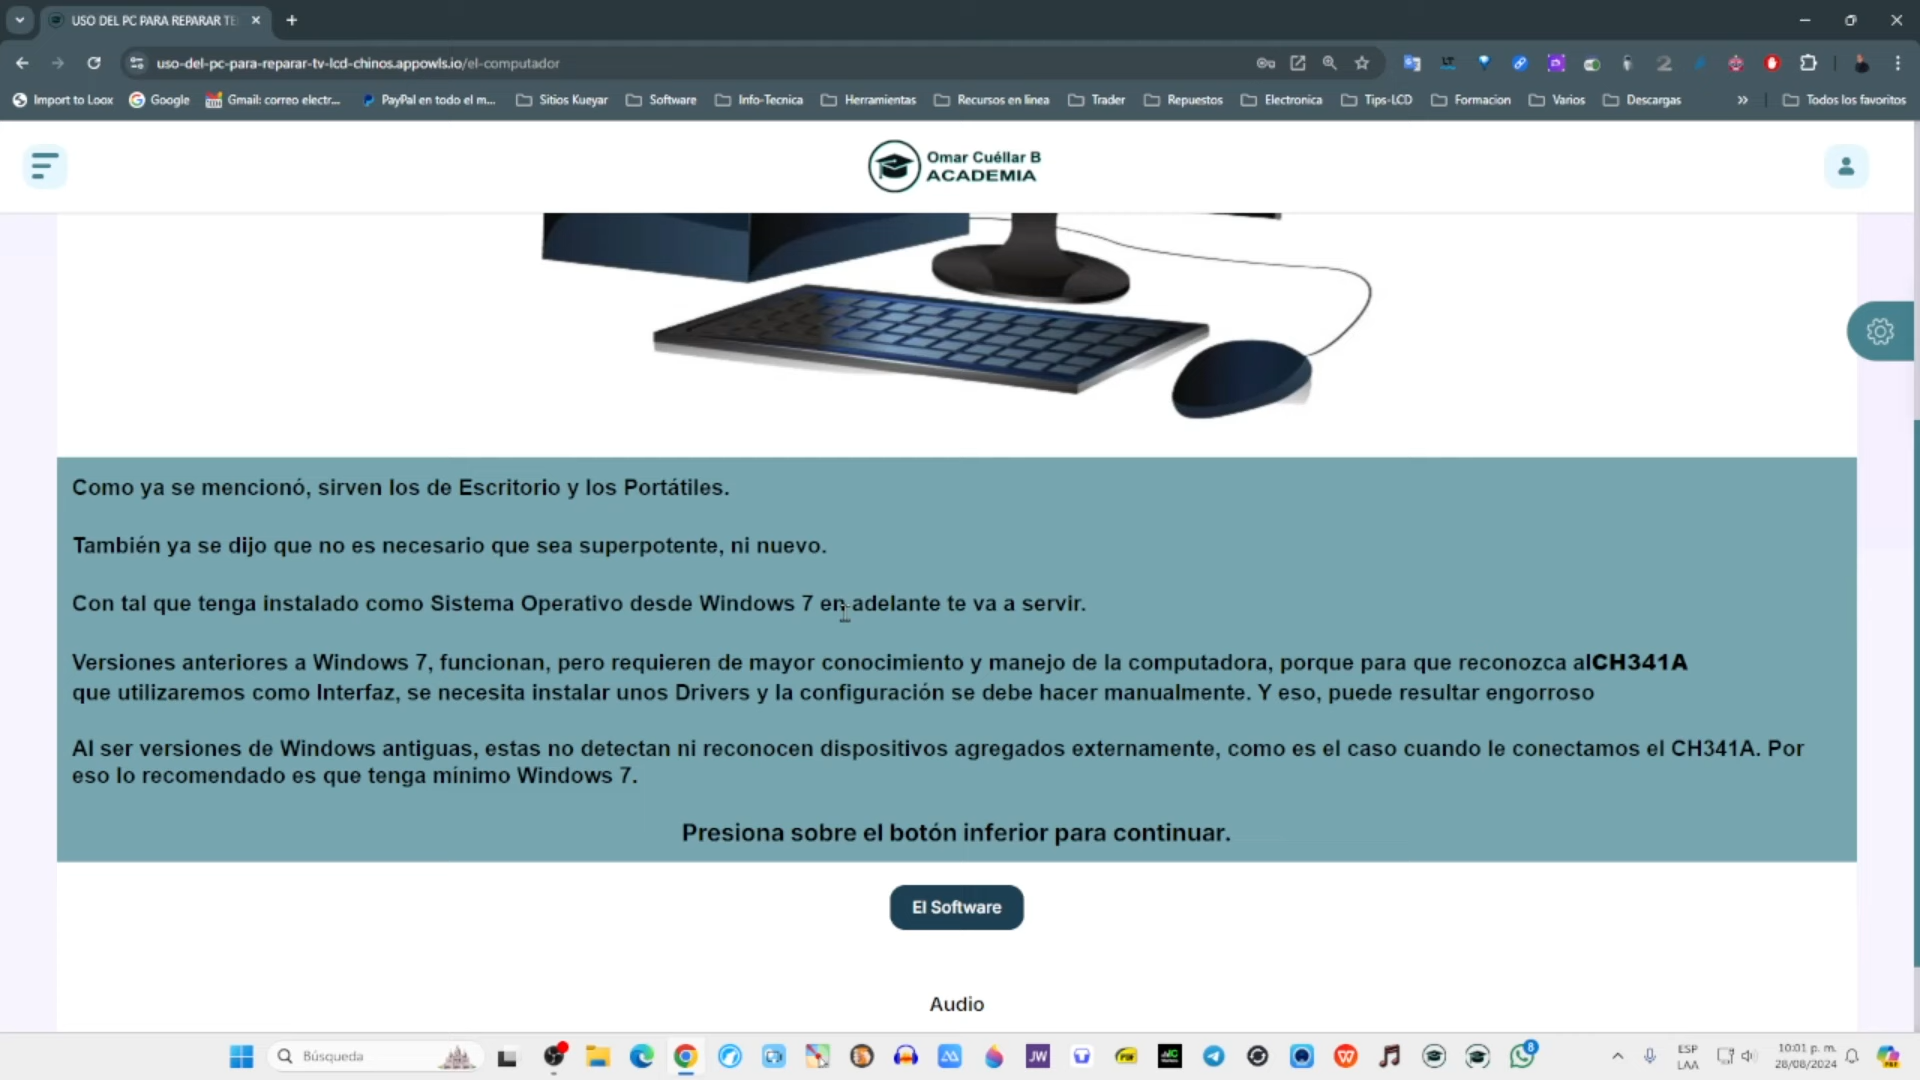 USO DEL PC PARA REPARAR TE
uso-del-pc-para-reparar-tv-lcd-chinos.appowls.io/el-computador
Import to Loox Google Gmail: correo electr... PayPal en todo el m... Sitios Kueyar Software Info-Tecnica Herramientas Recursos en linea Trader Repuestos Electronica Tips-LCD Formacion Varios Descargas » Todos los favoritos
Omar Cuéllar B
ACADEMIA
Como ya se mencionó, sirven los de Escritorio y los Portátiles.
También ya se dijo que no es necesario que sea superpotente, ni nuevo.
Con tal que tenga instalado como Sistema Operativo desde Windows 7 en adelante te va a servir.
Versiones anteriores a Windows 7, funcionan, pero requieren de mayor conocimiento y manejo de la computadora, porque para que reconozca alCH341A
que utilizaremos como Interfaz, se necesita instalar unos Drivers y la configuración se debe hacer manualmente. Y eso, puede resultar engorroso
Al ser versiones de Windows antiguas, estas no detectan ni reconocen dispositivos agregados externamente, como es el caso cuando le conectamos el CH341A. Por
eso lo recomendado es que tenga mínimo Windows 7.
Presiona sobre el botón inferior para continuar.
El Software
Audio
Búsqueda
JW
8
ESP
LAA
10:01 p. m.
28/08/2024